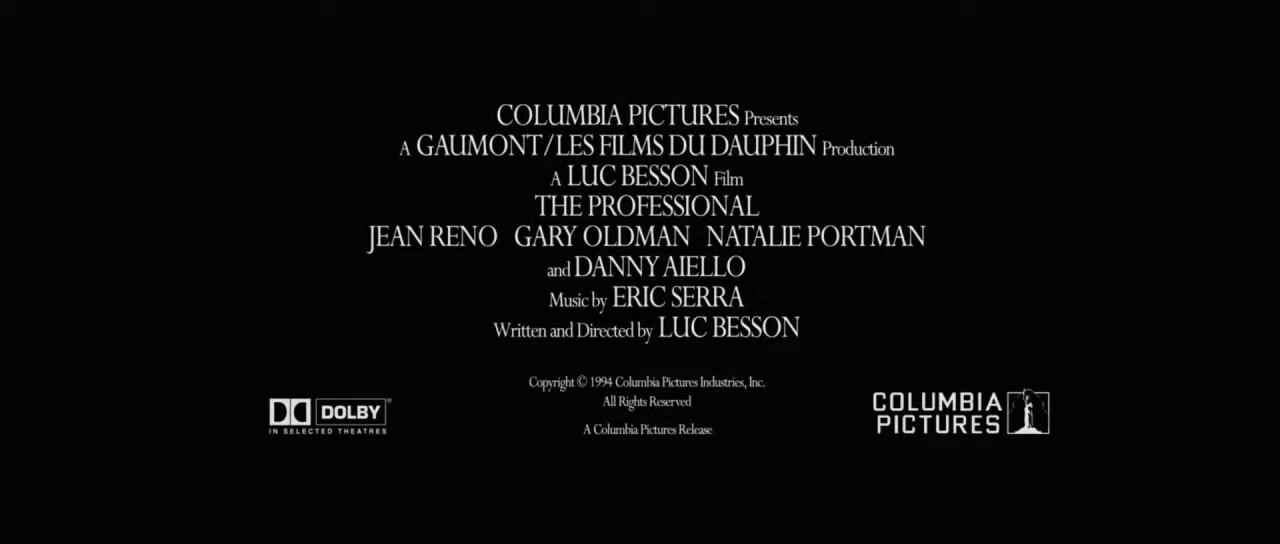 COLUMBIA PICTURES Presents
A GAUMONT/LES FILMS DU DAUPHIN Production
A LUC BESSON Film
THE PROFESSIONAL
JEAN RENO GARY OLDMAN NATALIE PORTMAN
and DANNY AIELLO
Music by ERIC SERRA
Written and Directed by LUC BESSON
Copyright © 1994 Columbia Pictures Industries, Inc.
All Rights Reserved
A Columbia Pictures Release
DOLBY®
IN SELECTED THEATRES
COLUMBIA
PICTURES